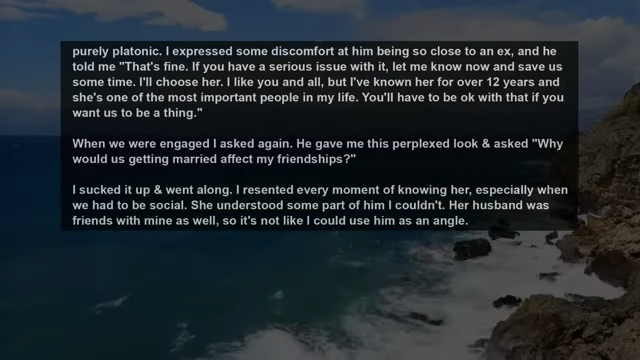 purely platonic. I expressed some discomfort at him being so close to an ex, and he
told me "That's fine. If you have a serious issue with it, let me know now and save us
some time. I'll choose her. I like you and all, but I've known her for over 12 years and
she's one of the most important people in my life. You'll have to be ok with that if you
want us to be a thing."
When we were engaged I asked again. He gave me this perplexed look & asked "Why
would us getting married affect my friendships?"
I sucked it up & went along. I resented every moment of knowing her, especially when
we had to be social. She understood some part of him I couldn't. Her husband was
friends with mine as well, so it's not like I could use him as an angle.